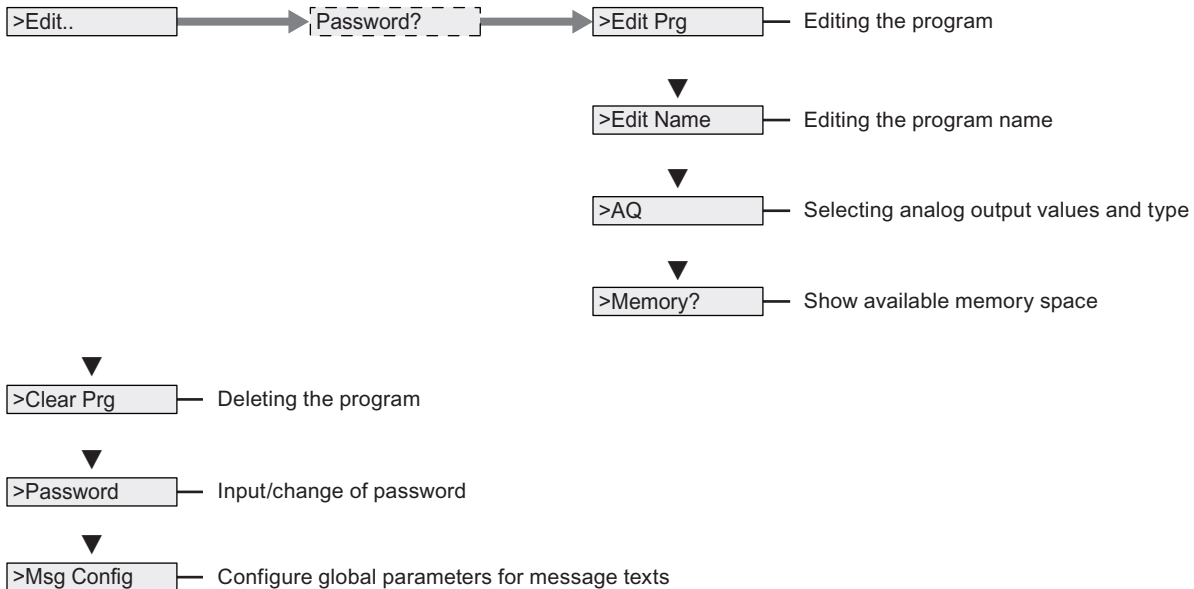 >Edit..
Password?
>Edit Prg
Editing the program
>Edit Name
Editing the program name
>AQ
Selecting analog output values and type
>Memory?
Show available memory space
>Clear Prg
Deleting the program
>Password
Input/change of password
>Msg Config
Configure global parameters for message texts